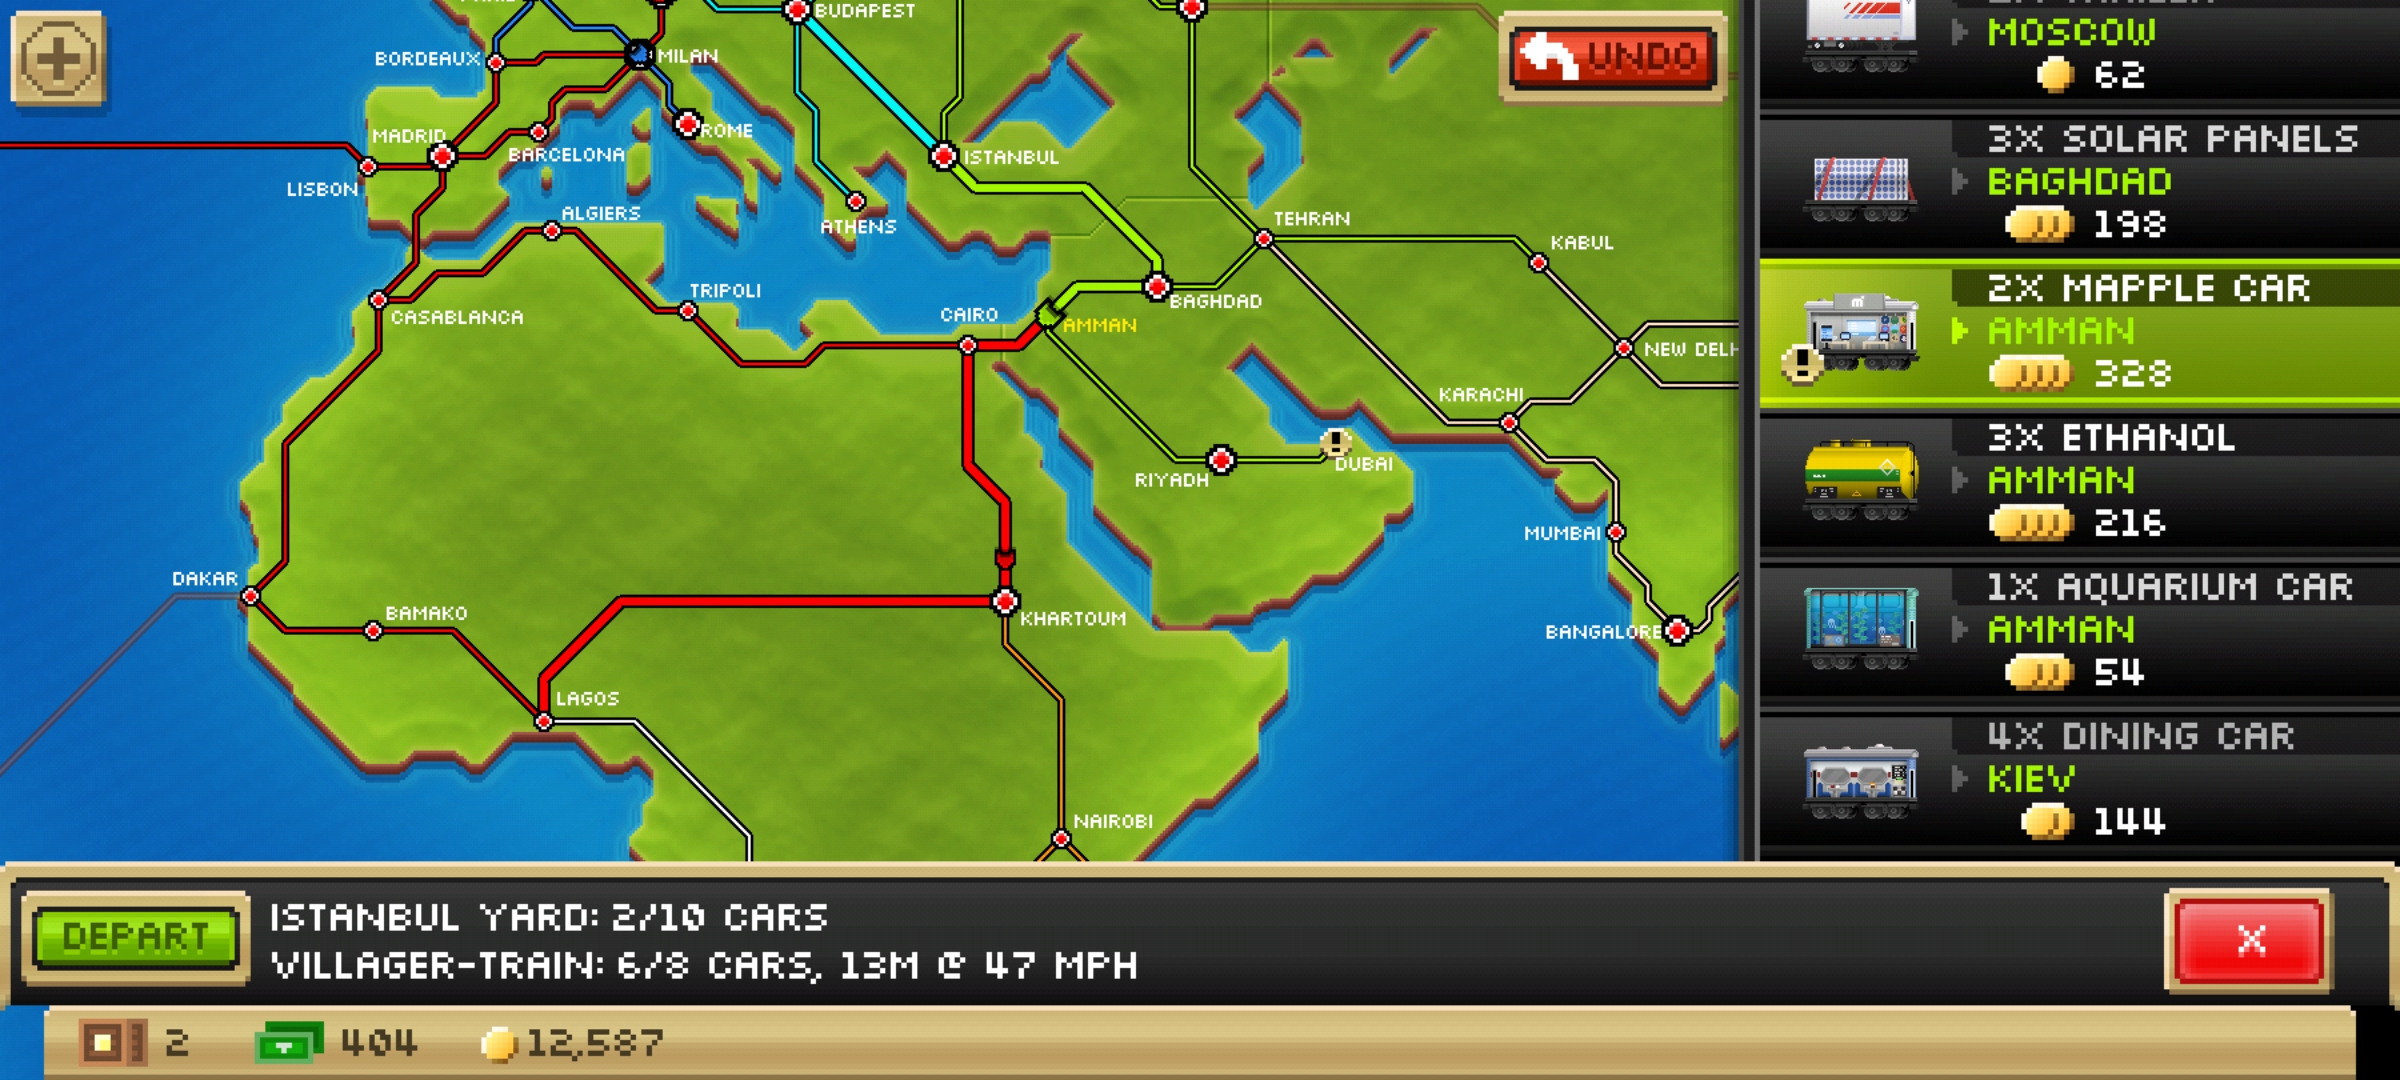 BUDAPEST
BORDEAUX
MILAN
UNDO
MADRID
ROME
BARCELONA
LISBON
ISTANBUL
ALGIERS
ATHENS
TEHRAN
KABUL
TRIPOLI
CAIRO
BAGHDAD
CASABLANCA
AMMAN
NEW DELH
KARACHI
RIYADH
DUBAI
MUMBAI
DAKAR
BAMAKO
KHARTOUM
BANGALORE
LAGOS
NAIROBI
MOSCOW
62
3X SOLAR PANELS
BAGHDAD
198
2X MAPPLE CAR
AMMAN
328
3X ETHANOL
AMMAN
216
1X AQUARIUM CAR
AMMAN
54
4X DINING CAR
KIEV
144
DEPART
ISTANBUL YARD: 2/10 CARS
VILLAGER-TRAIN: 6/8 CARS, 13M @ 47 MPH
X
2
404
12,587